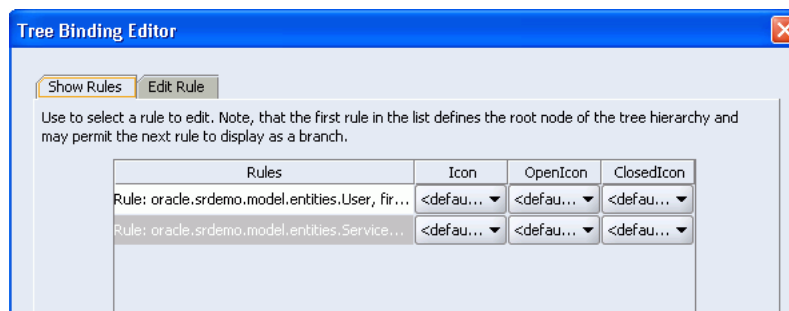 Tree Binding Editor
Show Rules Edit Rule
Use to select a rule to edit. Note, that the first rule in the list defines the root node of the tree hierarchy and
may permit the next rule to display as a branch.
Rules Icon OpenIcon ClosedIcon
Rule: oracle.srdemo.model.entities.User, fir... <defau... <defau... <defau...
Rule: oracle.srdemo.model.entities.Service... <defau... <defau... <defau...